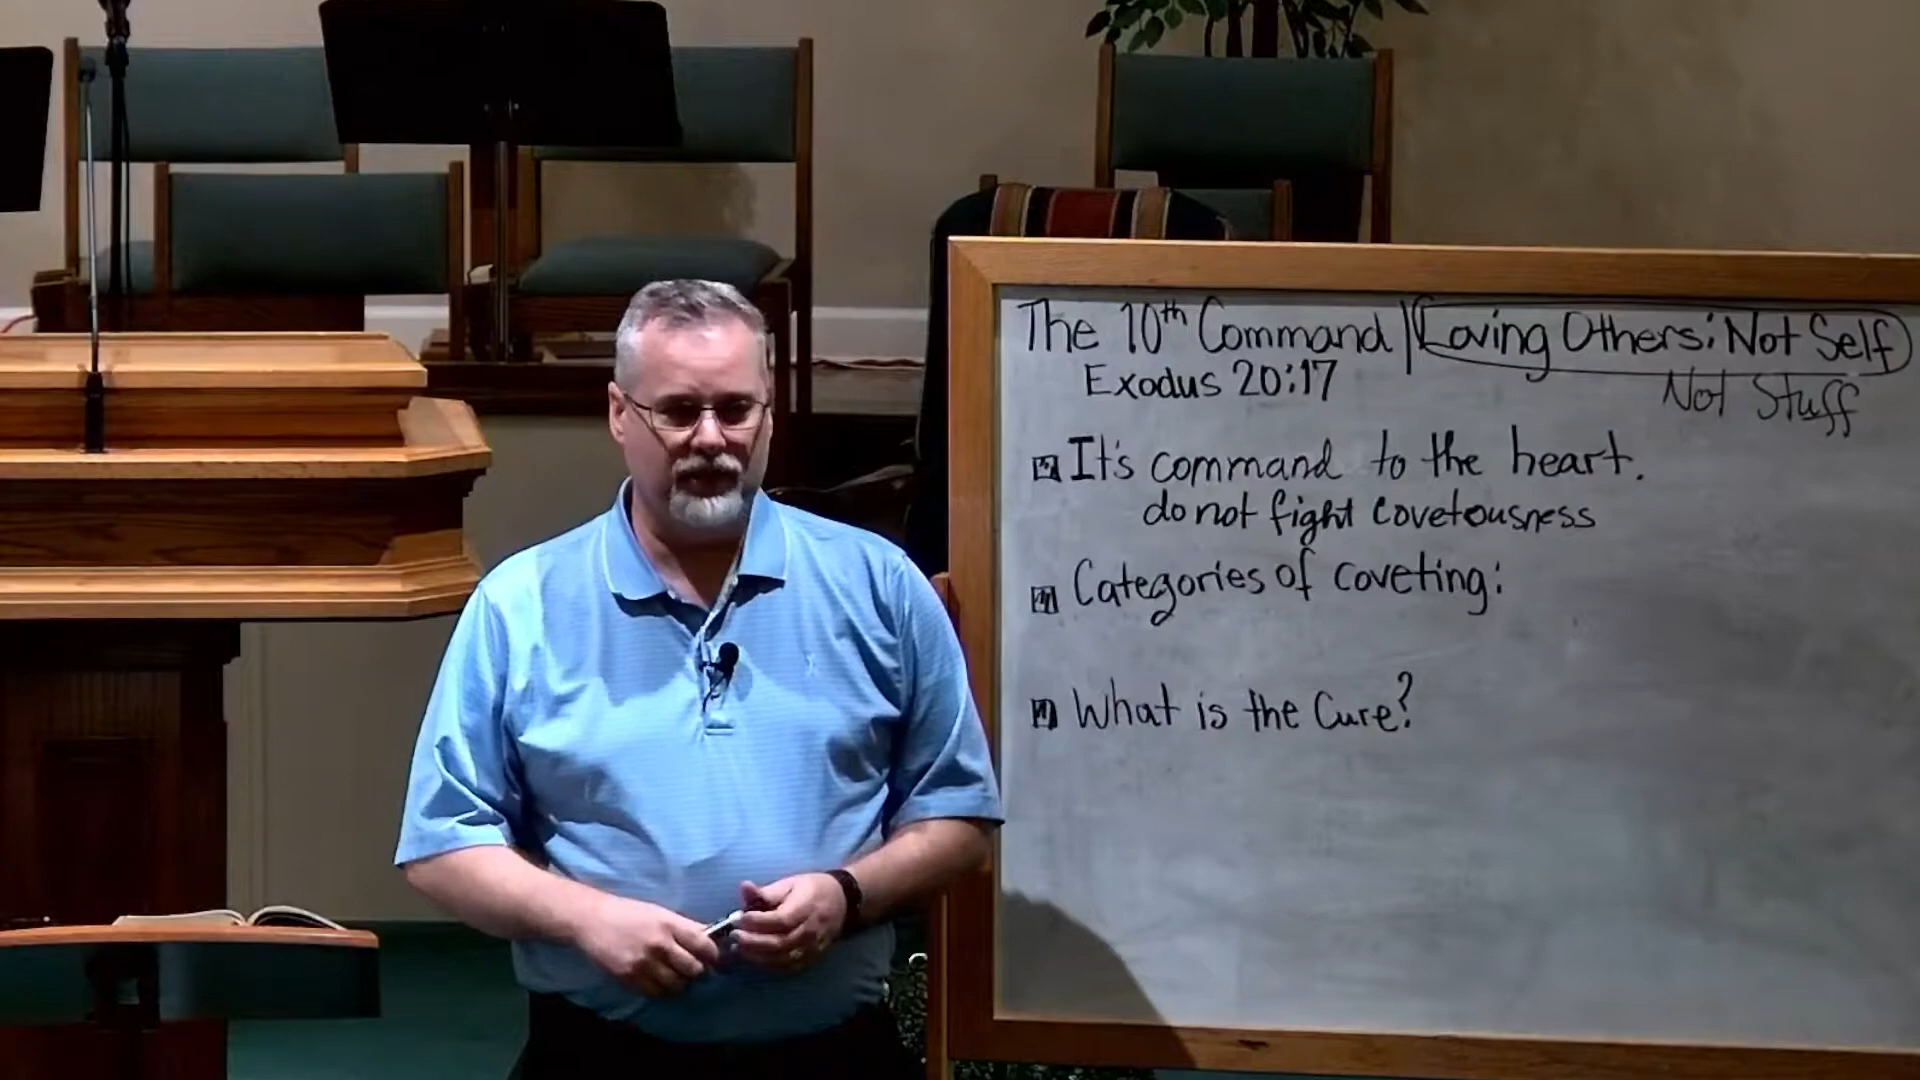 The 10th Command | Loving Others: Not Self
Exodus 20:17
Not Stuff
It's command to the heart.
do not fight covetousness
Categories of coveting:
What is the Cure?